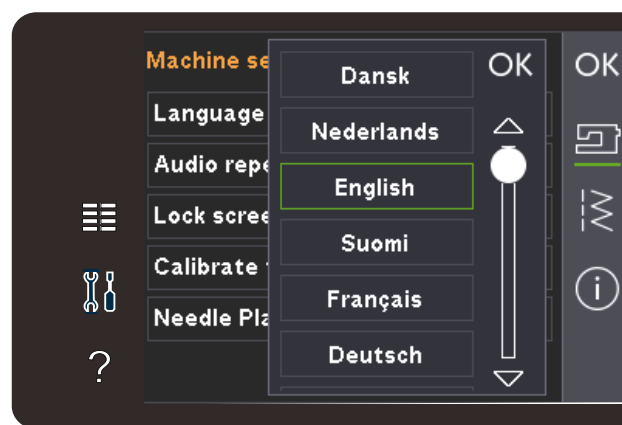 Machine se
Language
Audio repe
Lock scree
Calibrate
Needle Pla
Dansk
Nederlands
English
Suomi
Français
Deutsch
OK
OK
i
?